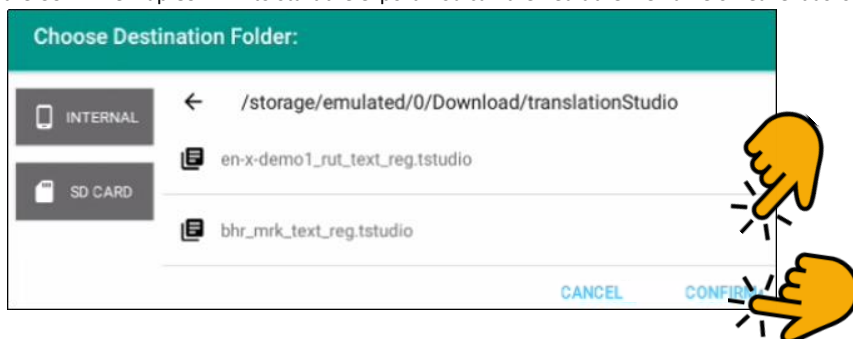 Choose Destination Folder:
INTERNAL
/storage/emulated/0/Download/translationStudio
en-x-demo1_rut_text_reg.tstudio
SD CARD
bhr_mrk_text_reg.tstudio
CANCEL